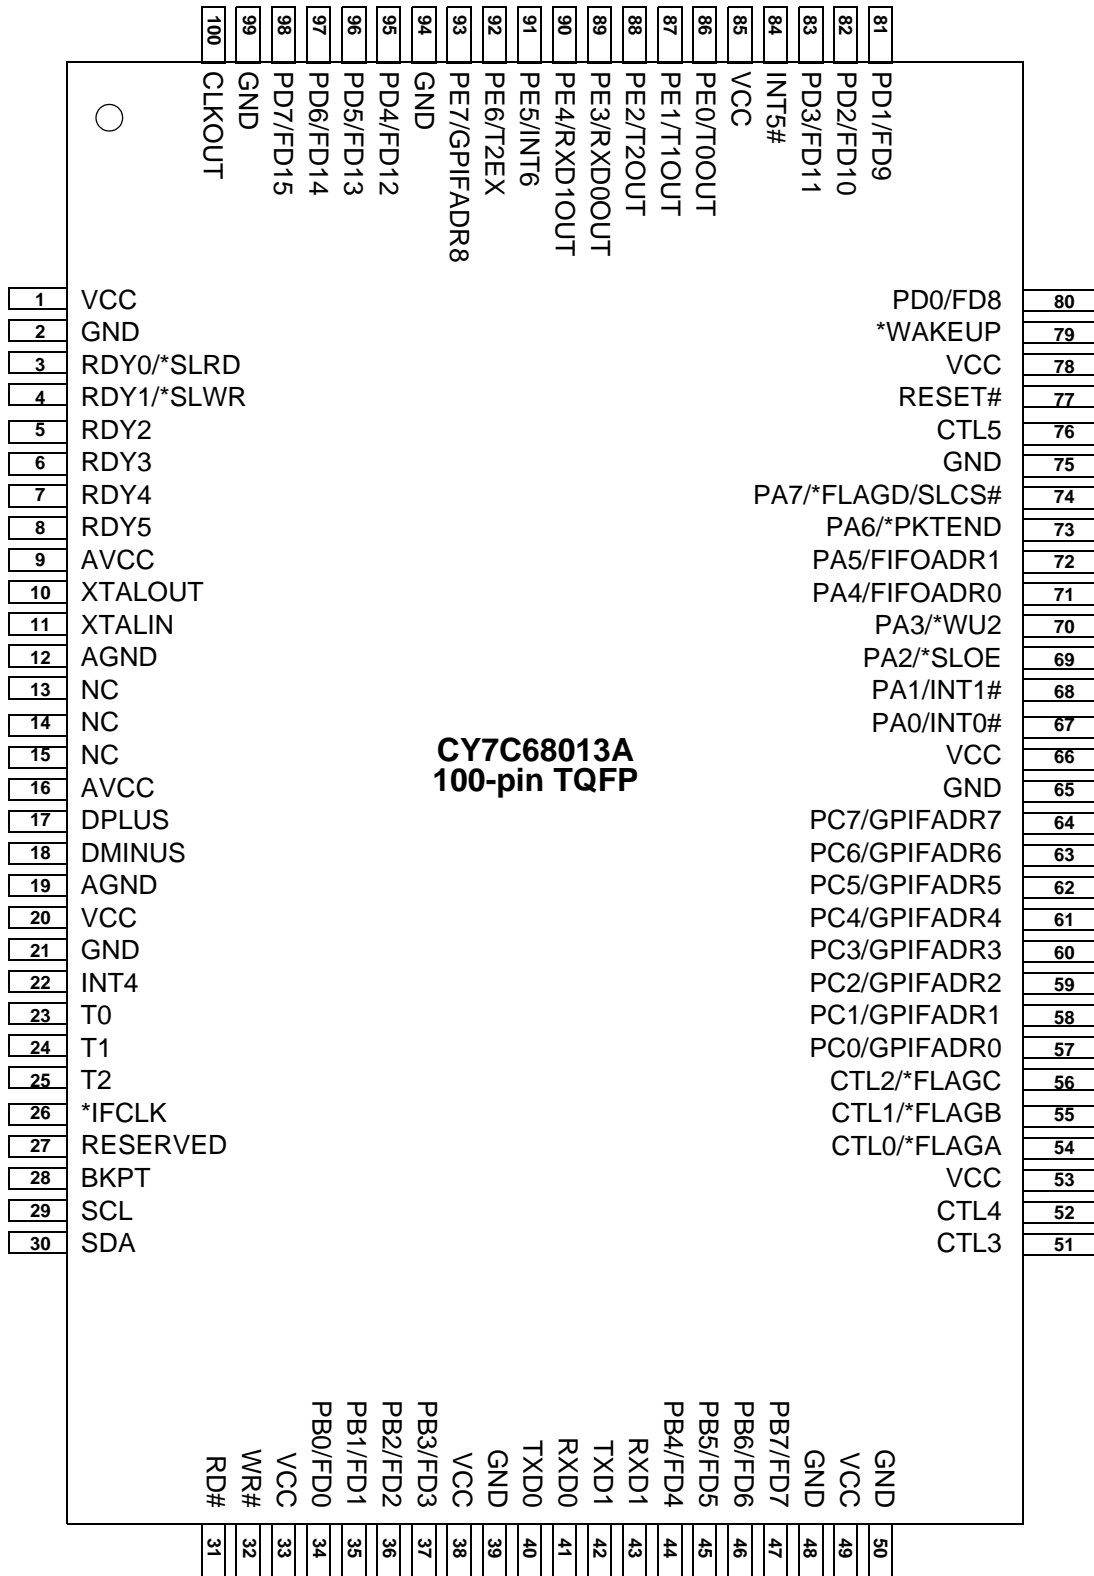 100 99 98 97 96 95 94 93 92 91 90 89 88 87 86 85 84 83 82 81
CLKOUT
GND
PD7/FD15
PD6/FD14
PD5/FD13
PD4/FD12
GND
PE7/GPIFADR8
PE6/T2EX
PE5/INT6
PE4/RXD1OUT
PE3/RXD0OUT
PE2/T2OUT
PE1/T1OUT
PE0/T0OUT
VCC
INT5#
PD3/FD11
PD2/FD10
PD1/FD9
1 VCC
2 GND
3 RDY0/*SLRD
4 RDY1/*SLWR
5 RDY2
6 RDY3
7 RDY4
8 RDY5
9 AVCC
10 XTALOUT
11 XTALIN
12 AGND
13 NC
14 NC
15 NC
16 AVCC
17 DPLUS
18 DMINUS
19 AGND
20 VCC
21 GND
22 INT4
23 T0
24 T1
25 T2
26 *IFCLK
27 RESERVED
28 BKPT
29 SCL
30 SDA
CY7C68013A
100-pin TQFP
PD0/FD8 80
*WAKEUP 79
VCC 78
RESET# 77
CTL5 76
GND 75
PA7/*FLAGD/SLCS# 74
PA6/*PKTEND 73
PA5/FIFOADR1 72
PA4/FIFOADR0 71
PA3/*WU2 70
PA2/*SLOE 69
PA1/INT1# 68
PA0/INT0# 67
VCC 66
GND 65
PC7/GPIFADR7 64
PC6/GPIFADR6 63
PC5/GPIFADR5 62
PC4/GPIFADR4 61
PC3/GPIFADR3 60
PC2/GPIFADR2 59
PC1/GPIFADR1 58
PC0/GPIFADR0 57
CTL2/*FLAGC 56
CTL1/*FLAGB 55
CTL0/*FLAGA 54
VCC 53
CTL4 52
CTL3 51
RD#
WR#
VCC
PB0/FD0
PB1/FD1
PB2/FD2
PB3/FD3
VCC
GND
TXD0
RXD0
TXD1
RXD1
PB4/FD4
PB5/FD5
PB6/FD6
PB7/FD7
GND
VCC
GND
31 32 33 34 35 36 37 38 39 40 41 42 43 44 45 46 47 48 49 50